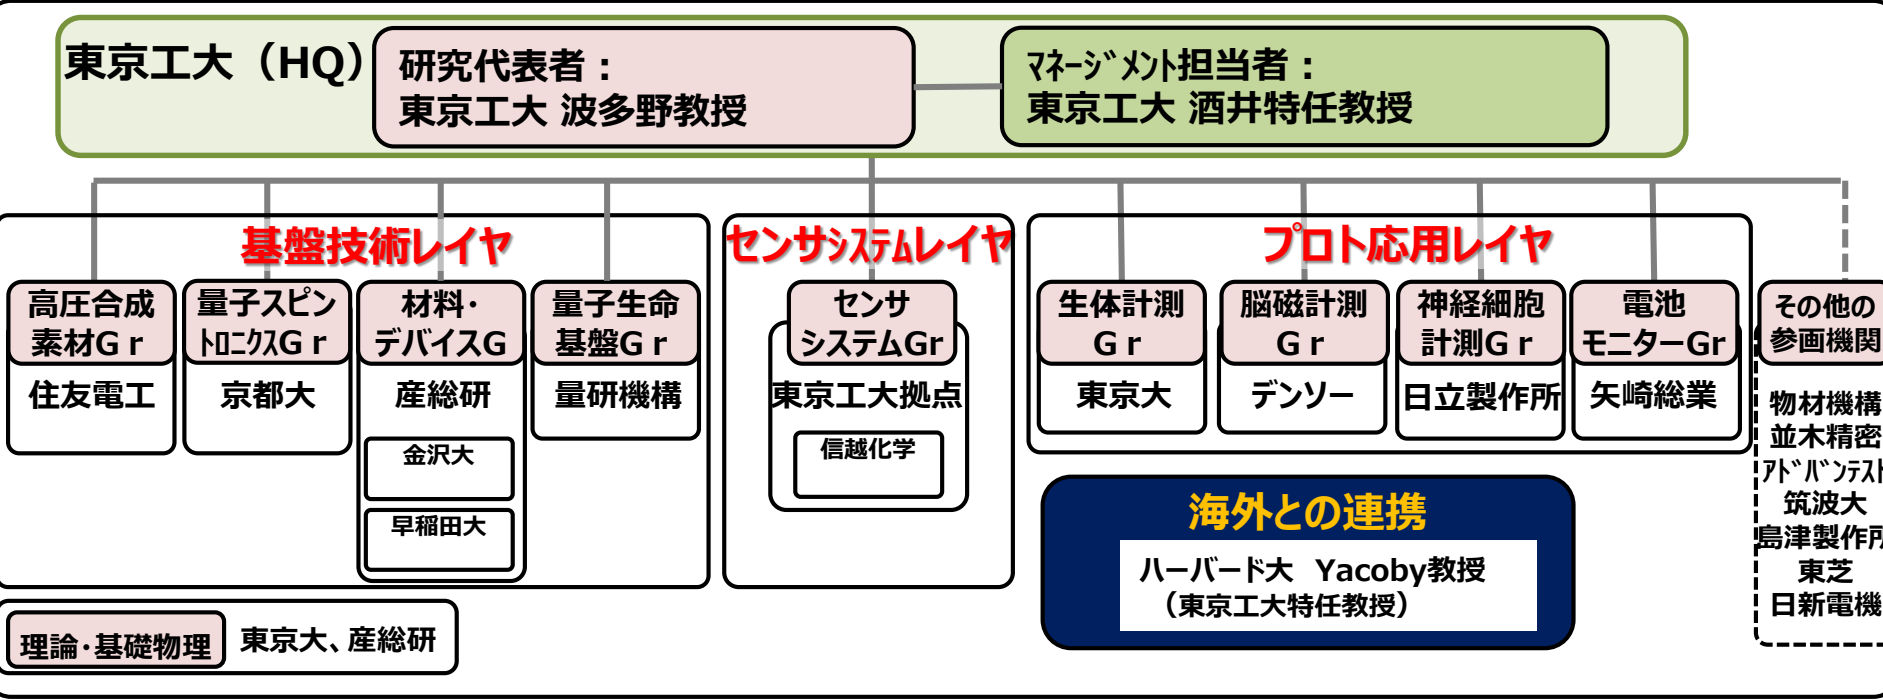 東京工大（HQ）
研究代表者：
東京工大 波多野教授
ﾏﾈｰｼﾞﾒﾝﾄ担当者：
東京工大 酒井特任教授
基盤技術レイヤ
高圧合成
素材Ｇｒ
住友電工
量子スピン
ﾄﾛﾆｸｽＧｒ
京都大
材料・
デバイスG
産総研
金沢大
早稲田大
量子生命
基盤Ｇｒ
量研機構
センサｼｽﾃﾑレイヤ
センサ
システムGr
東京工大拠点
信越化学
プロト応用レイヤ
生体計測
Ｇｒ
東京大
脳磁計測
Ｇｒ
デンソー
神経細胞
計測Ｇｒ
日立製作所
電池
モニターGr
矢崎総業
その他の
参画機関
物材機構
並木精密
ｱﾄﾞﾊﾞﾝﾃｽﾄ
筑波大
島津製作所
東芝
日新電機
海外との連携
ハーバード大　Yacoby教授
（東京工大特任教授）
理論・基礎物理
東京大、産総研